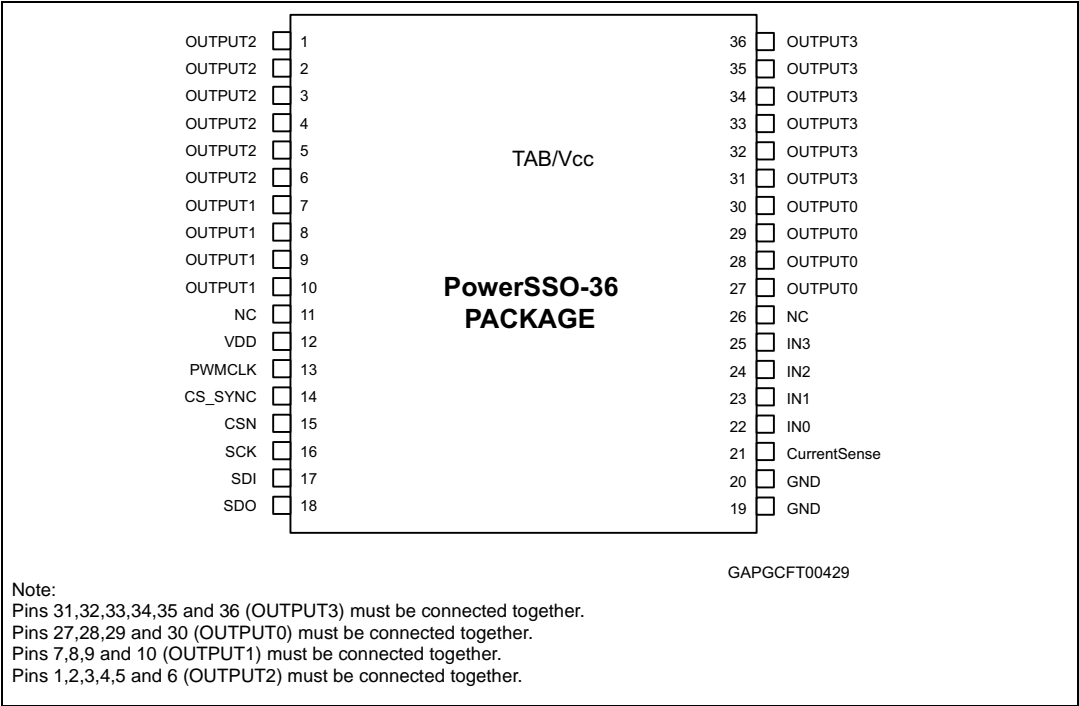 OUTPUT2 1 36 OUTPUT3
OUTPUT2 2 35 OUTPUT3
OUTPUT2 3 34 OUTPUT3
OUTPUT2 4 33 OUTPUT3
OUTPUT2 5 32 OUTPUT3
TAB/Vcc
OUTPUT2 6 31 OUTPUT3
OUTPUT1 7 30 OUTPUT0
OUTPUT1 8 29 OUTPUT0
OUTPUT1 9 28 OUTPUT0
OUTPUT1 10 27 OUTPUT0
PowerSSO-36
PACKAGE
NC 11 26 NC
VDD 12 25 IN3
PWMCLK 13 24 IN2
CS_SYNC 14 23 IN1
CSN 15 22 IN0
SCK 16 21 CurrentSense
SDI 17 20 GND
SDO 18 19 GND
GAPGCFT00429
Note:
Pins 31,32,33,34,35 and 36 (OUTPUT3) must be connected together.
Pins 27,28,29 and 30 (OUTPUT0) must be connected together.
Pins 7,8,9 and 10 (OUTPUT1) must be connected together.
Pins 1,2,3,4,5 and 6 (OUTPUT2) must be connected together.